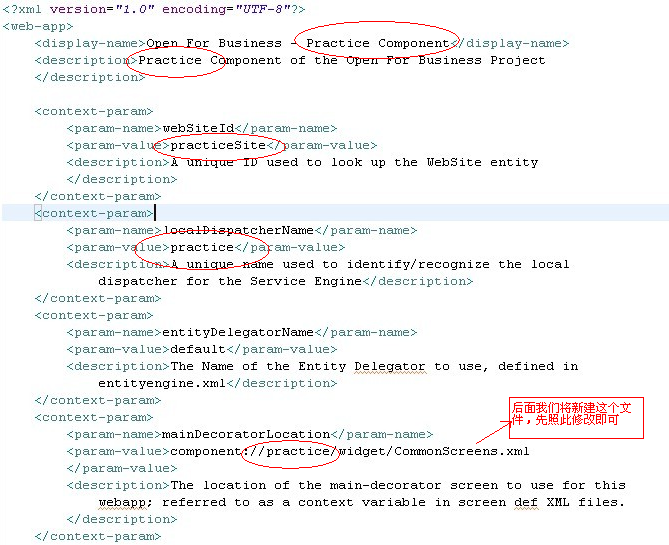 <?xml version="1.0" encoding="UTF-8"?>
<web-app>
<display-name>Open For Business - Practice Component</display-name>
<description>Practice Component of the Open For Business Project
</description>
<context-param>
<param-name>webSiteId</param-name>
<param-value>practiceSite</param-value>
<description>A unique ID used to look up the WebSite entity
</description>
</context-param>
<context-param>
<param-name>localDispatcherName</param-name>
<param-value>practice</param-value>
<description>A unique name used to identify/recognize the local
dispatcher for the Service Engine</description>
</context-param>
<context-param>
<param-name>entityDelegatorName</param-name>
<param-value>default</param-value>
<description>The Name of the Entity Delegator to use, defined in
entityengine.xml</description>
</context-param>
<context-param>
后面我们将新建这个文
件，先照此修改即可
<param-name>mainDecoratorLocation</param-name>
<param-value>component://practice/widget/CommonScreens.xml
</param-value>
<description>The location of the main-decorator screen to use for this
webapp; referred to as a context variable in screen def XML files.
</description>
</context-param>